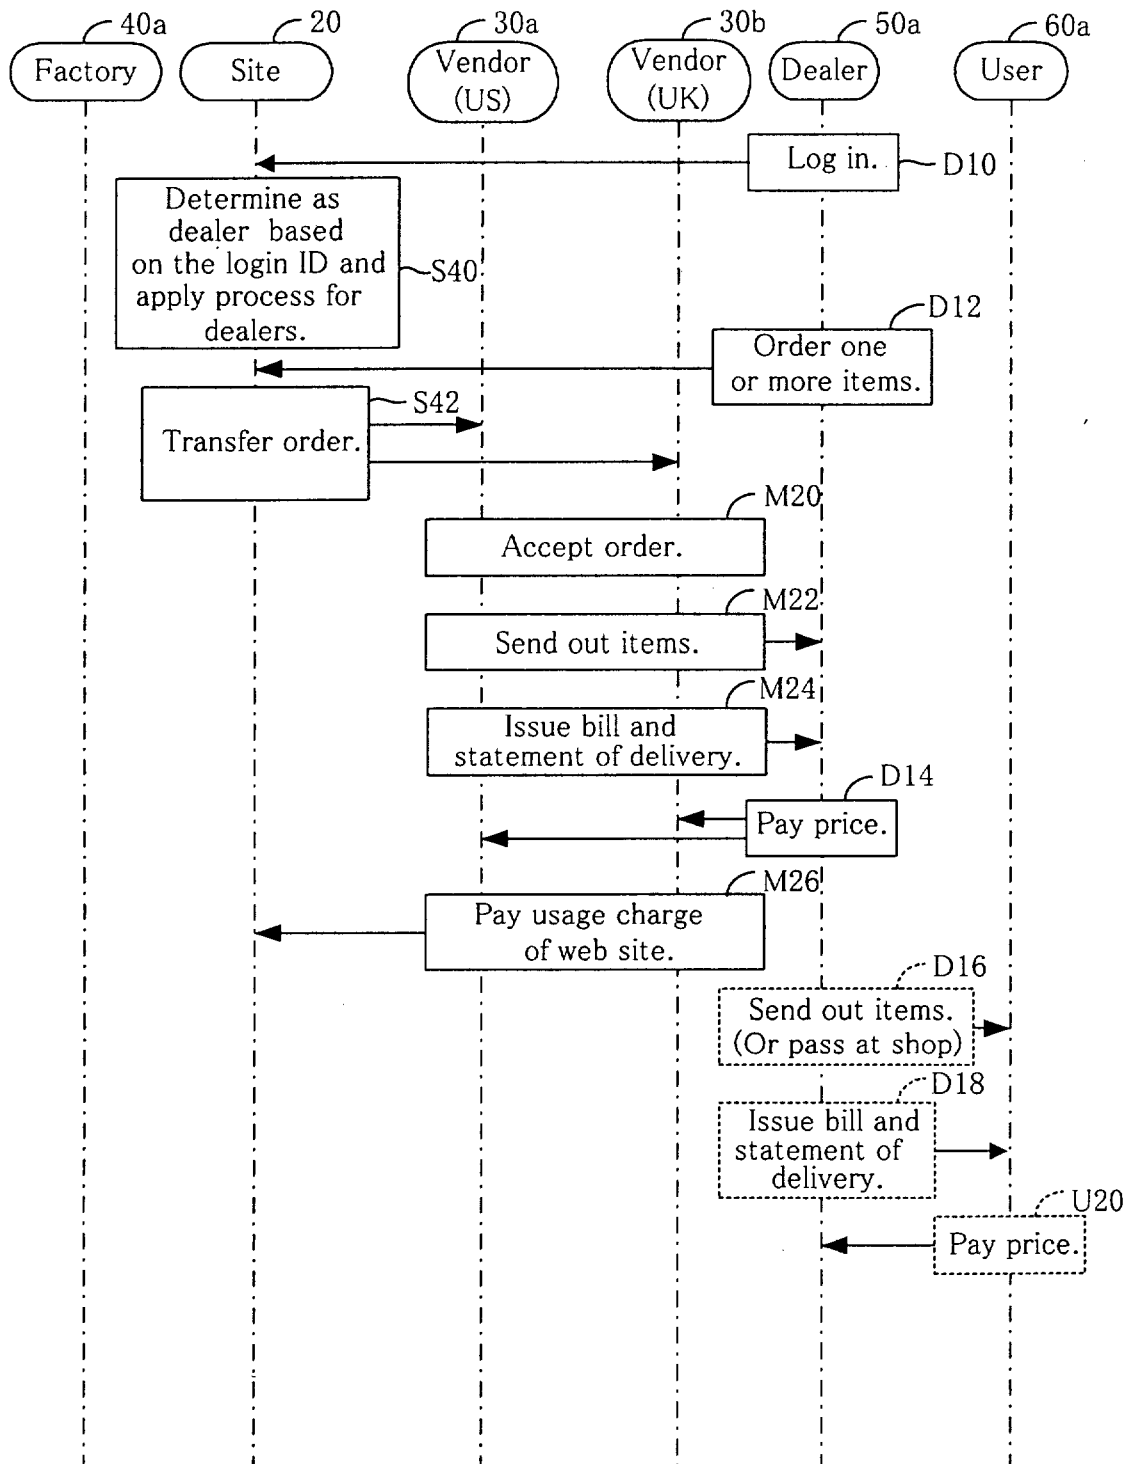 40a
20
30a
30b
50a
60a
Factory
Site
Vendor
(US)
Vendor
(UK)
Dealer
User
Log in.
D10
Determine as
dealer based
on the login ID and
apply process for
dealers.
S40
D12
Order one
or more items.
S42
Transfer order.
M20
Accept order.
M22
Send out items.
M24
Issue bill and
statement of delivery.
D14
Pay price.
M26
Pay usage charge
of web site.
D16
Send out items.
(Or pass at shop)
D18
Issue bill and
statement of
delivery.
U20
Pay price.